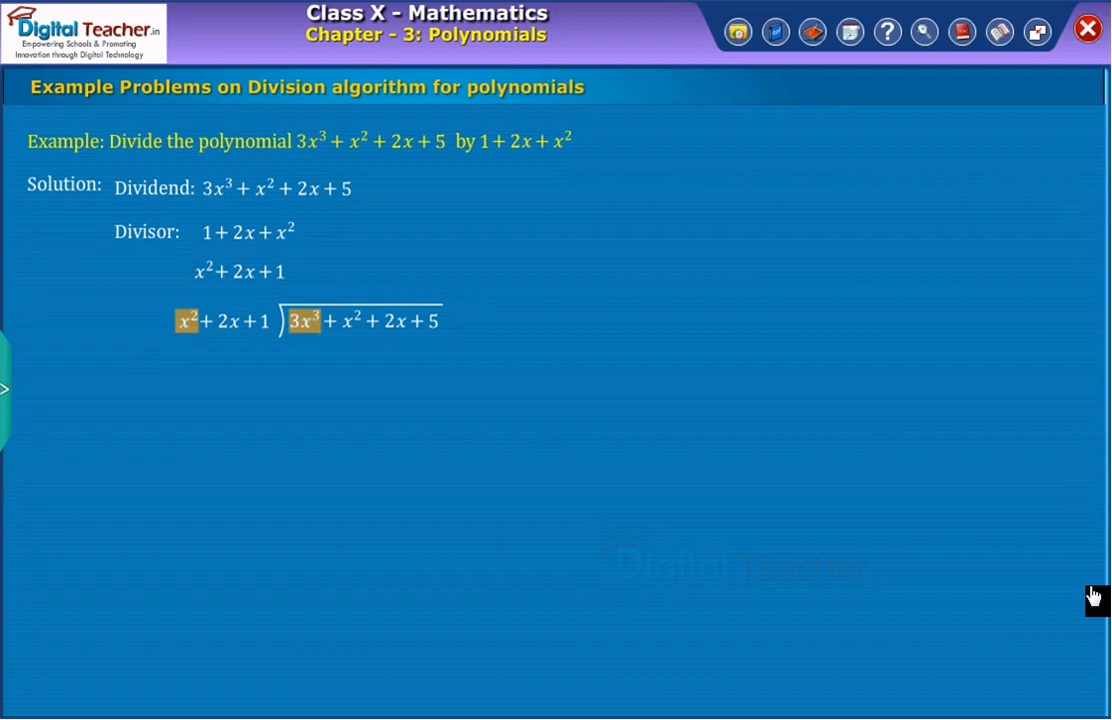 Digital Teacher.in
Empowering Schools & Promoting
Innovation through Digital Technology
Class X - Mathematics
Chapter - 3: Polynomials
?
Example Problems on Division algorithm for polynomials
Example: Divide the polynomial 3x³ + x² + 2x + 5 by 1 + 2x + x²
Solution: Dividend: 3x³ + x² + 2x + 5
Divisor: 1 + 2x + x²
x² + 2x + 1
x² + 2x + 1 ) 3x³ + x² + 2x + 5
Digital Teacher